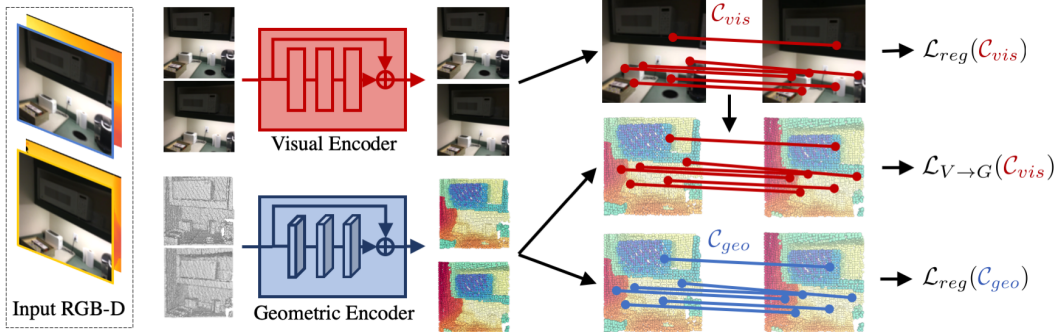 Input RGB-D
Visual Encoder
Geometric Encoder
𝒞_vis
𝒞_geo
ℒ_reg(𝒞_vis)
ℒ_V→G(𝒞_vis)
ℒ_reg(𝒞_geo)